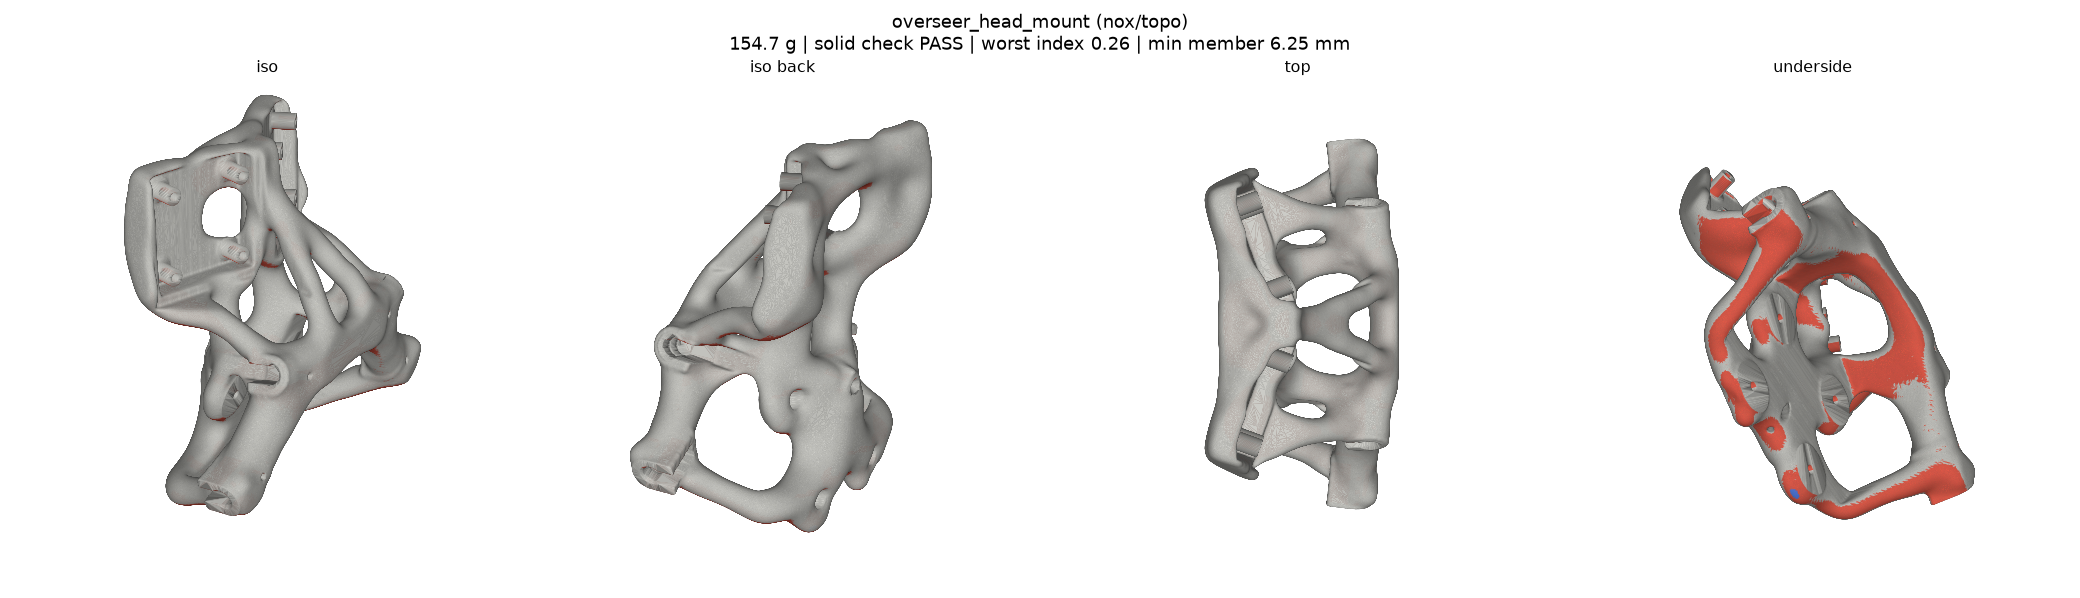 overseer_head_mount (nox/topo)
154.7 g | solid check PASS | worst index 0.26 | min member 6.25 mm
iso
iso back
top
underside